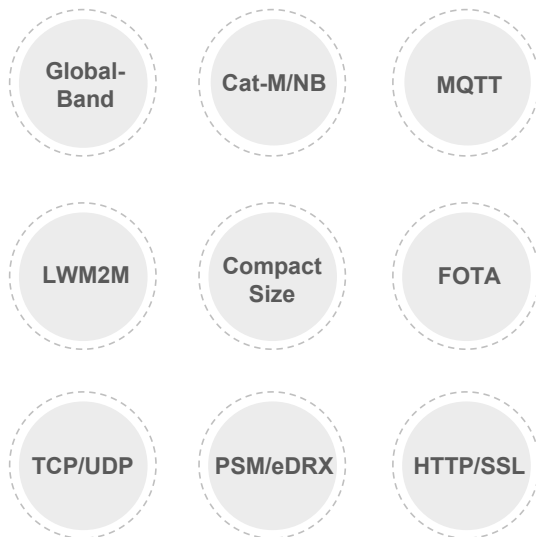 Global-
Band
Cat-M/NB
MQTT
LWM2M
Compact
Size
FOTA
TCP/UDP
PSM/eDRX
HTTP/SSL